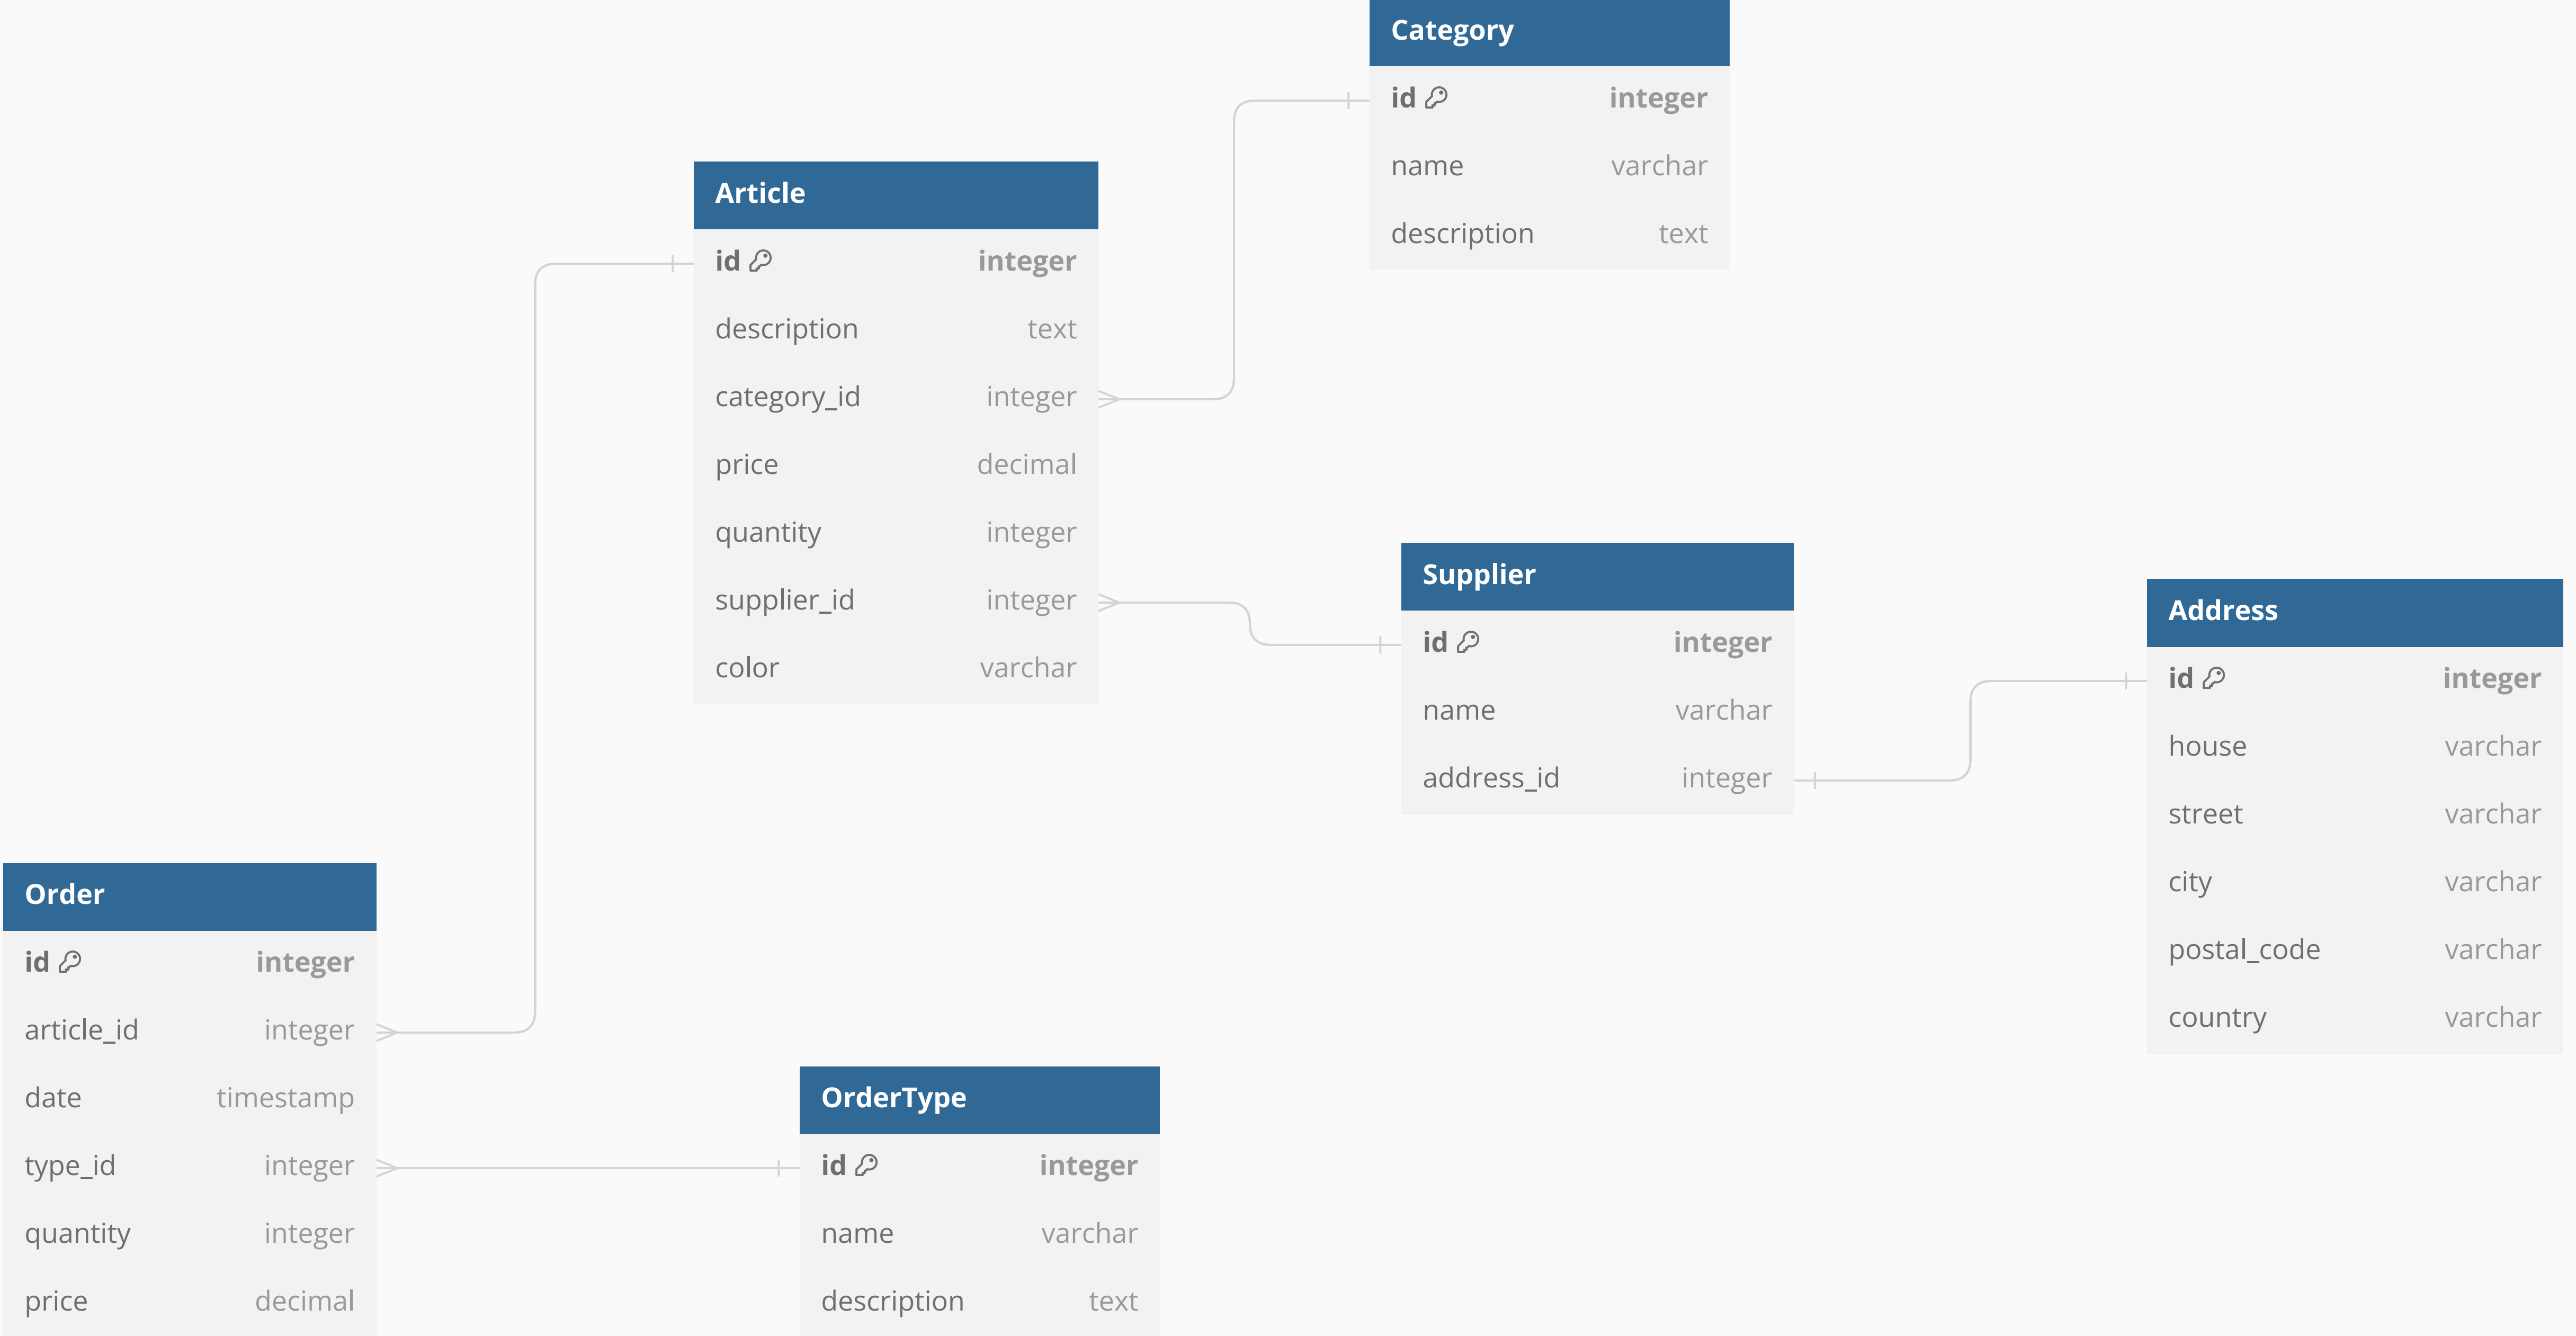 Category
id integer
name varchar
description text
Article
id integer
description text
category_id integer
price decimal
quantity integer
supplier_id integer
color varchar
Supplier
id integer
name varchar
address_id integer
Address
id integer
house varchar
street varchar
city varchar
postal_code varchar
country varchar
Order
id integer
article_id integer
date timestamp
type_id integer
quantity integer
price decimal
OrderType
id integer
name varchar
description text